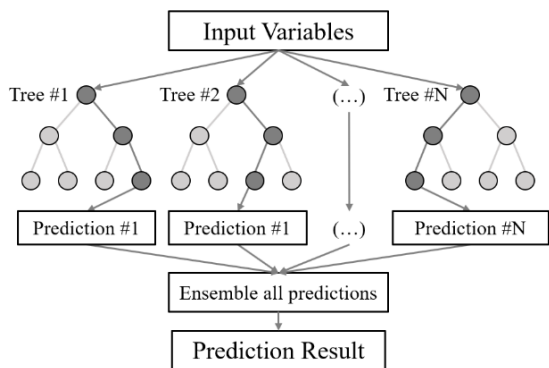 Input Variables
Tree #1
Tree #2
(...)
Tree #N
Prediction #1
Prediction #1
(...)
Prediction #N
Ensemble all predictions
Prediction Result